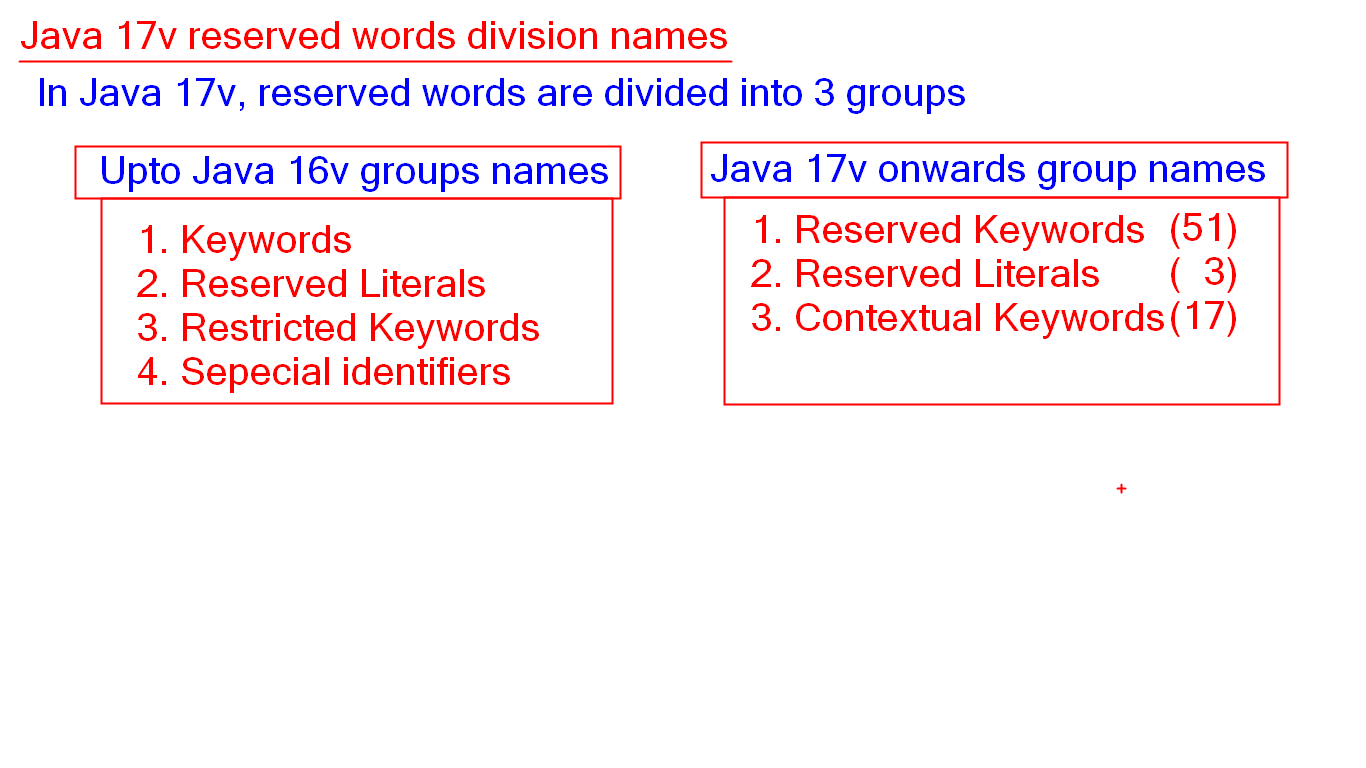 Java 17v reserved words division names
In Java 17v, reserved words are divided into 3 groups
Upto Java 16v groups names
1. Keywords
2. Reserved Literals
3. Restricted Keywords
4. Sepecial identifiers
Java 17v onwards group names
1. Reserved Keywords (51)
2. Reserved Literals ( 3)
3. Contextual Keywords (17)